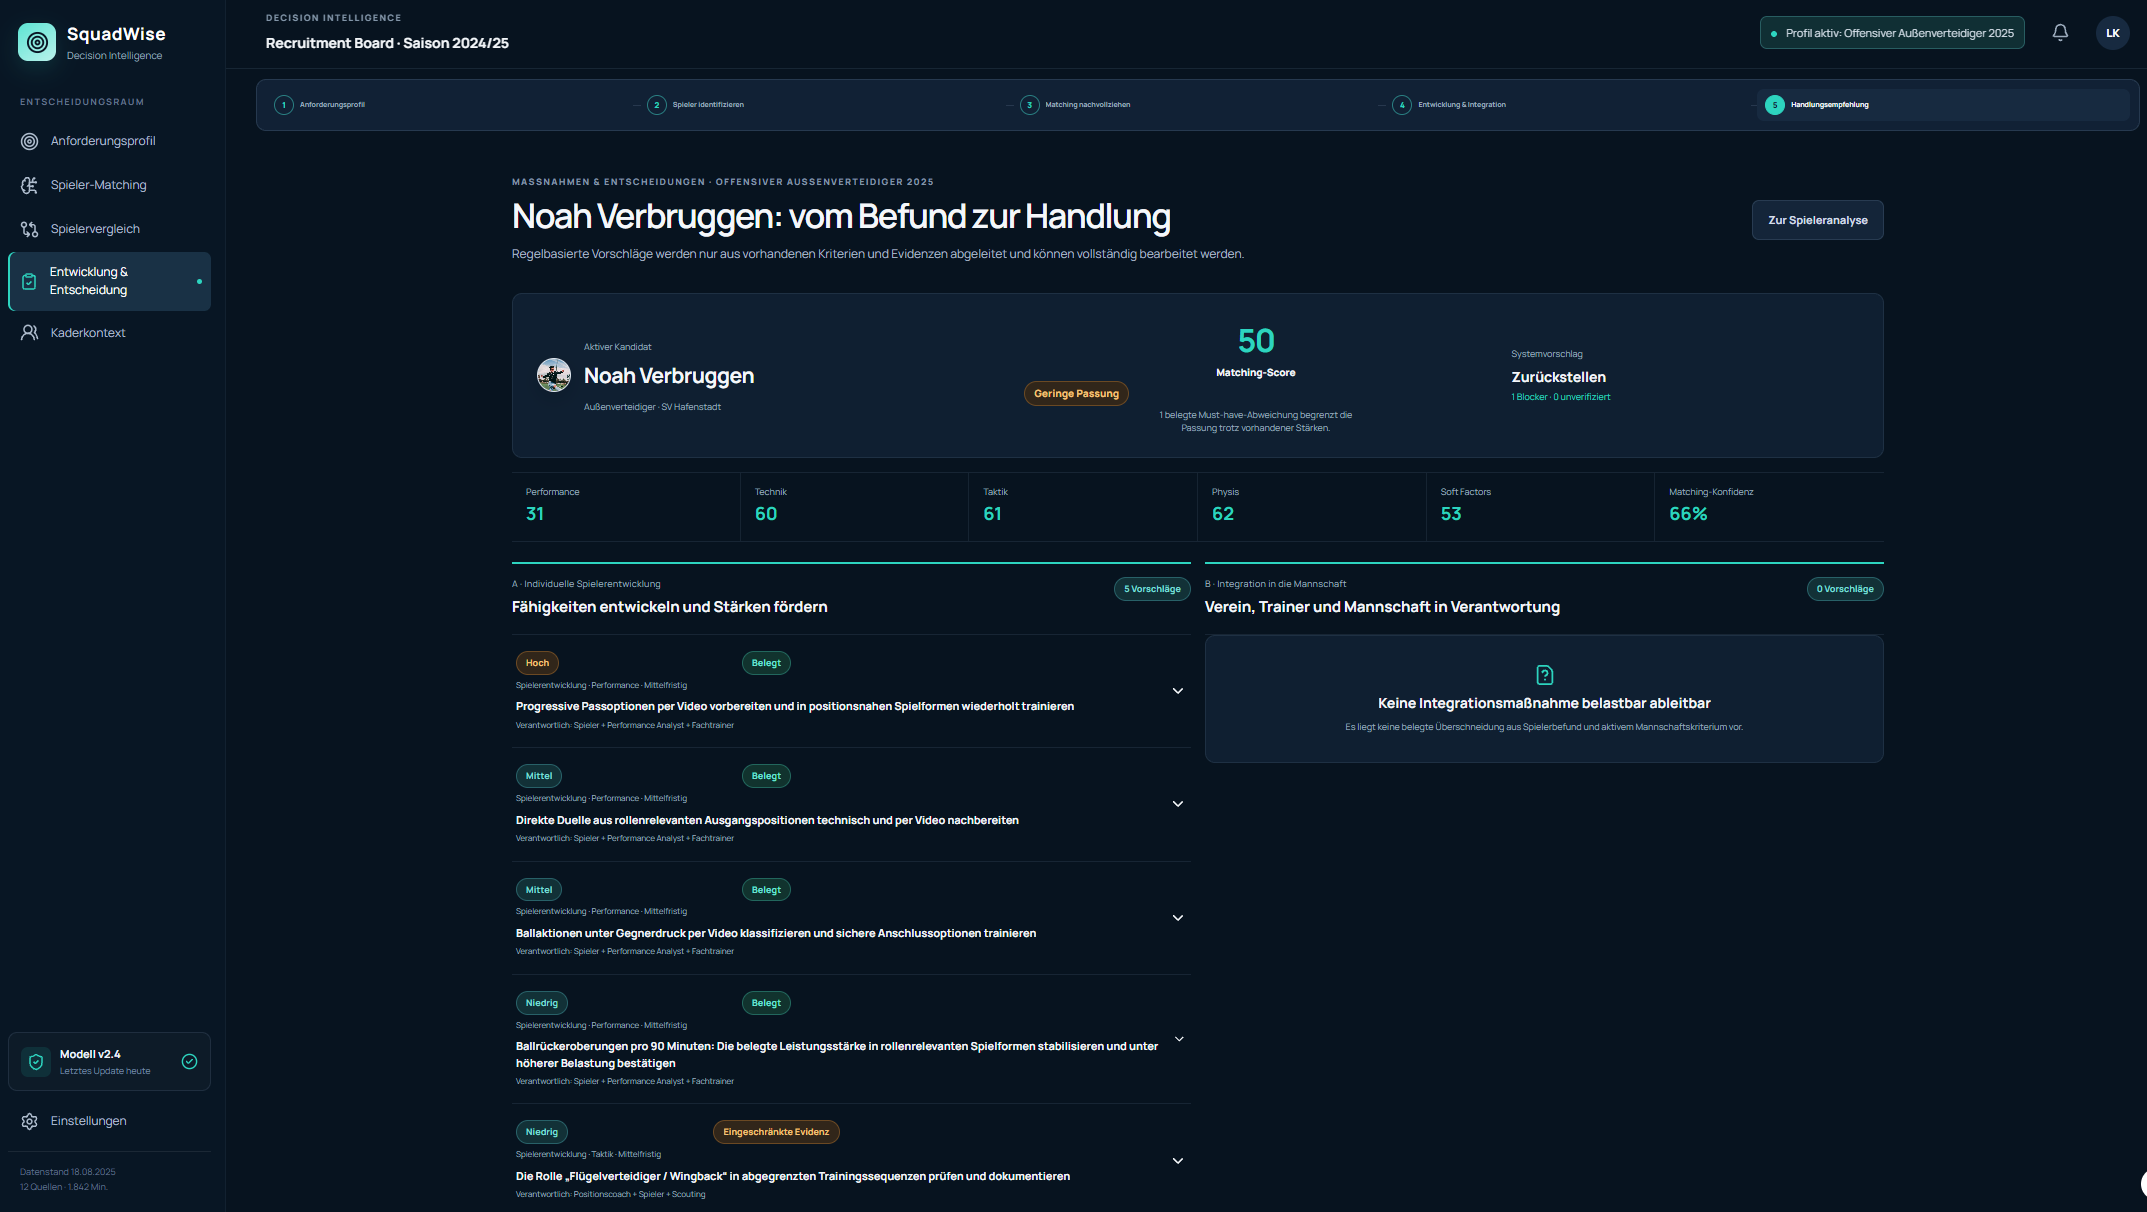 SquadWise
Decision Intelligence
ENTSCHEIDUNGSRAUM
Anforderungsprofil
Spieler-Matching
Spielervergleich
Entwicklung &
Entscheidung
Kaderkontext
Modell v2.4
Letztes Update heute
Einstellungen
Datenstand 18.08.2025
12 Quellen · 1.842 Min.
DECISION INTELLIGENCE
Recruitment Board · Saison 2024/25
Profil aktiv: Offensiver Außenverteidiger 2025
LK
1 Anforderungsprofil
2 Spieler identifizieren
3 Matching nachvollziehen
4 Entwicklung & Integration
5 Handlungsempfehlung
MASSNAHMEN & ENTSCHEIDUNGEN · OFFENSIVER AUSSENVERTEIDIGER 2025
Noah Verbruggen: vom Befund zur Handlung
Regelbasierte Vorschläge werden nur aus vorhandenen Kriterien und Evidenzen abgeleitet und können vollständig bearbeitet werden.
Zur Spieleranalyse
Aktiver Kandidat
Noah Verbruggen
Außenverteidiger · SV Hafenstadt
Geringe Passung
50
Matching-Score
1 belegte Must-have-Abweichung begrenzt die
Passung trotz vorhandener Stärken.
Systemvorschlag
Zurückstellen
1 Blocker · 0 unverifiziert
Performance
31
Technik
60
Taktik
61
Physis
62
Soft Factors
53
Matching-Konfidenz
66%
A · Individuelle Spielerentwicklung
Fähigkeiten entwickeln und Stärken fördern
5 Vorschläge
Hoch
Belegt
Spielerentwicklung · Performance · Mittelfristig
Progressive Passoptionen per Video vorbereiten und in positionsnahen Spielformen wiederholt trainieren
Verantwortlich: Spieler + Performance Analyst + Fachtrainer
Mittel
Belegt
Spielerentwicklung · Performance · Mittelfristig
Direkte Duelle aus rollenrelevanten Ausgangspositionen technisch und per Video nachbereiten
Verantwortlich: Spieler + Performance Analyst + Fachtrainer
Mittel
Belegt
Spielerentwicklung · Performance · Mittelfristig
Ballaktionen unter Gegnerdruck per Video klassifizieren und sichere Anschlussoptionen trainieren
Verantwortlich: Spieler + Performance Analyst + Fachtrainer
Niedrig
Belegt
Spielerentwicklung · Performance · Mittelfristig
Ballrückeroberungen pro 90 Minuten: Die belegte Leistungsstärke in rollenrelevanten Spielformen stabilisieren und unter
höherer Belastung bestätigen
Verantwortlich: Spieler + Performance Analyst + Fachtrainer
Niedrig
Eingeschränkte Evidenz
Spielerentwicklung · Taktik · Mittelfristig
Die Rolle „Flügelverteidiger / Wingback“ in abgegrenzten Trainingssequenzen prüfen und dokumentieren
Verantwortlich: Positionscoach + Spieler + Scouting
B · Integration in die Mannschaft
Verein, Trainer und Mannschaft in Verantwortung
0 Vorschläge
Keine Integrationsmaßnahme belastbar ableitbar
Es liegt keine belegte Überschneidung aus Spielerbefund und aktivem Mannschaftskriterium vor.